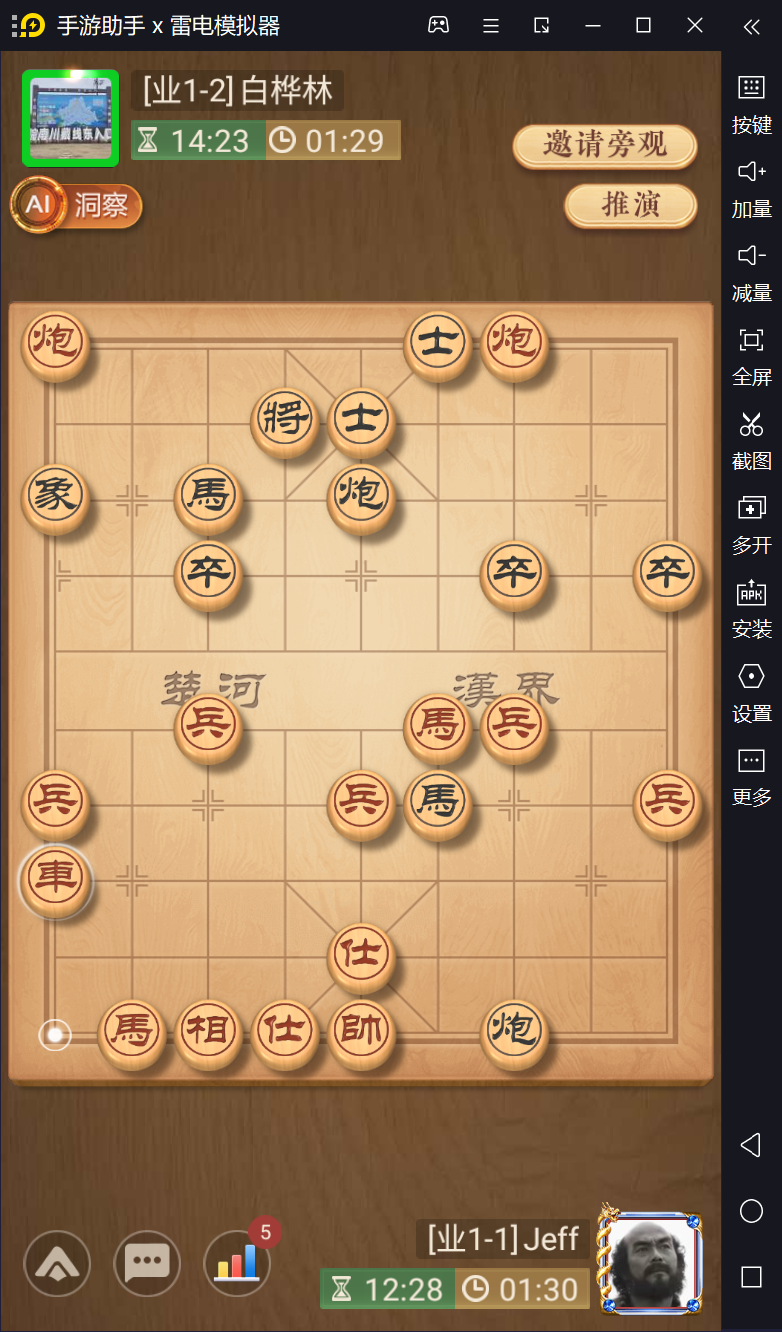 手游助手 x 雷电模拟器
[业1-2] 白桦林
14:23 01:29
邀请旁观
AI 洞察
推演
按键
加量
减量
全屏
截图
多开
APK
安装
设置
更多
炮 士 炮
將 士
象 馬 炮
卒 卒 卒
楚河 漢界
兵 馬 兵
兵 兵 馬 兵
車
仕
馬 相 仕 帥 炮
5
[业1-1] Jeff
12:28 01:30